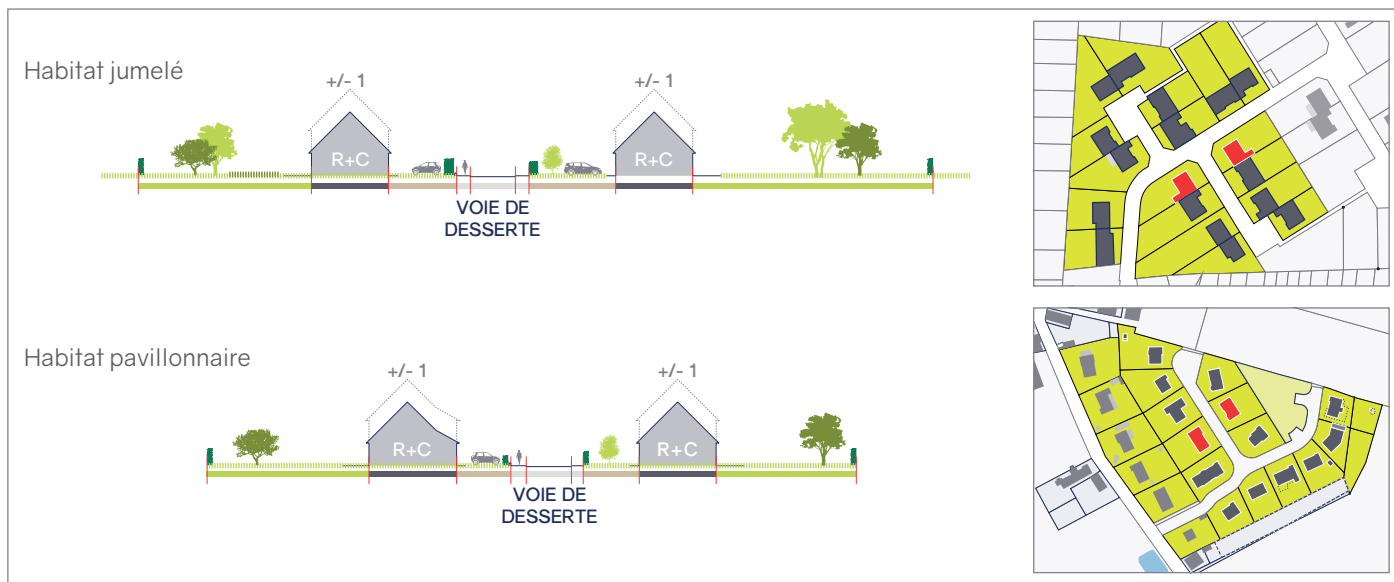 Habitat jumelé
+/- 1
+/- 1
R+C
R+C
VOIE DE
DESSERTE
Habitat pavillonnaire
+/- 1
+/- 1
R+C
R+C
VOIE DE
DESSERTE